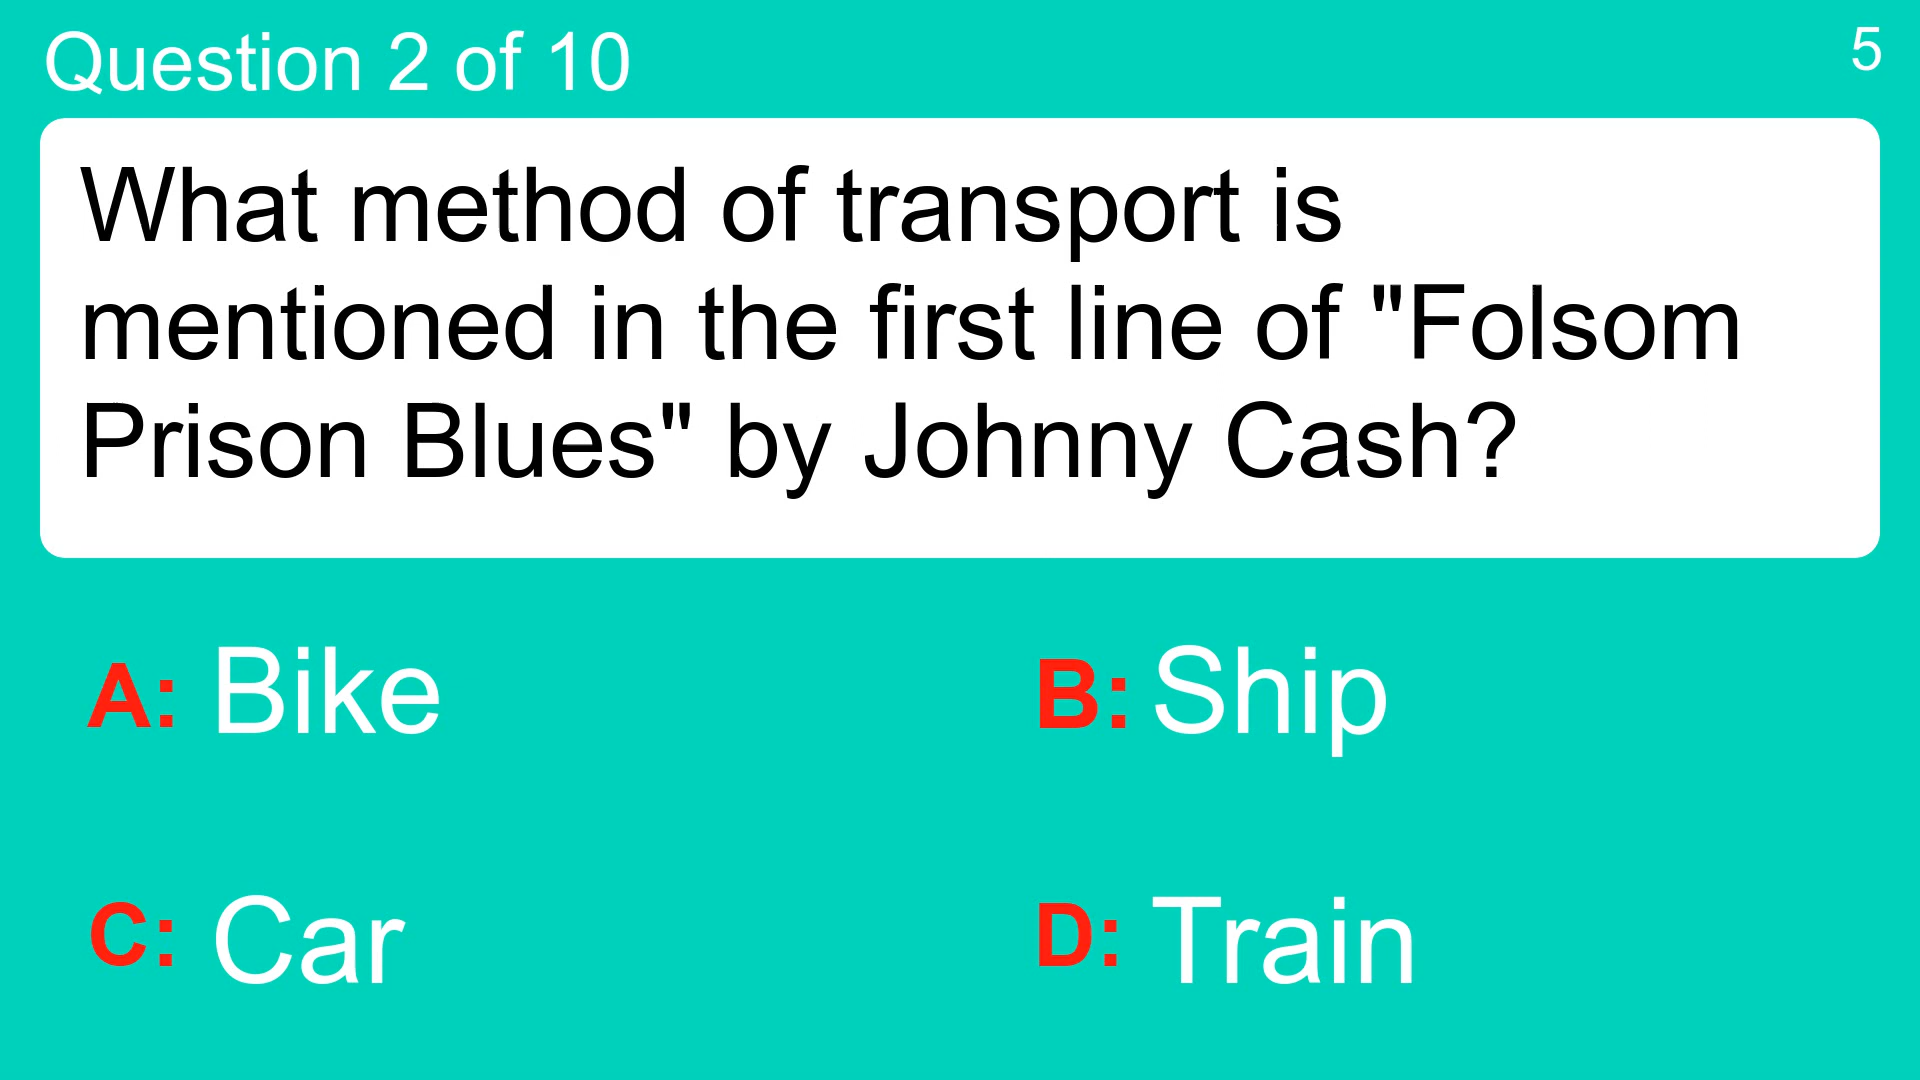 Question 2 of 10
5
What method of transport is
mentioned in the first line of "Folsom
Prison Blues" by Johnny Cash?
A: Bike
B: Ship
C: Car
D: Train